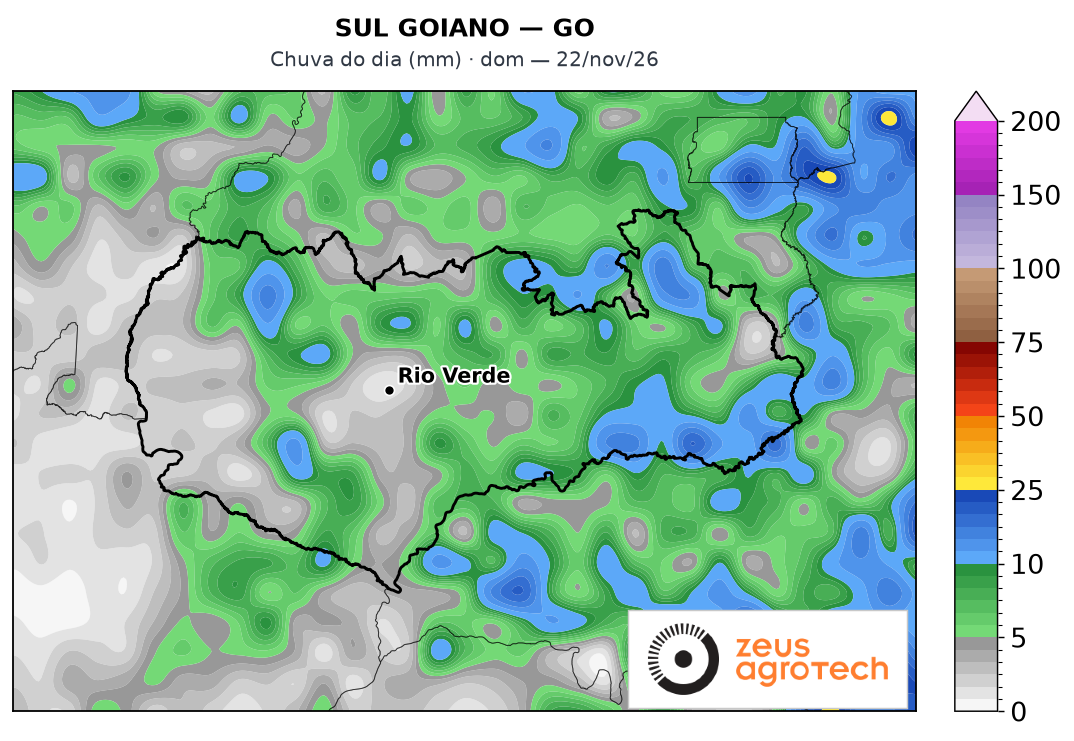 SUL GOIANO — GO
Chuva do dia (mm) · dom — 22/nov/26
200
150
100
75
50
25
10
5
0
Rio Verde
zeus
agrotech